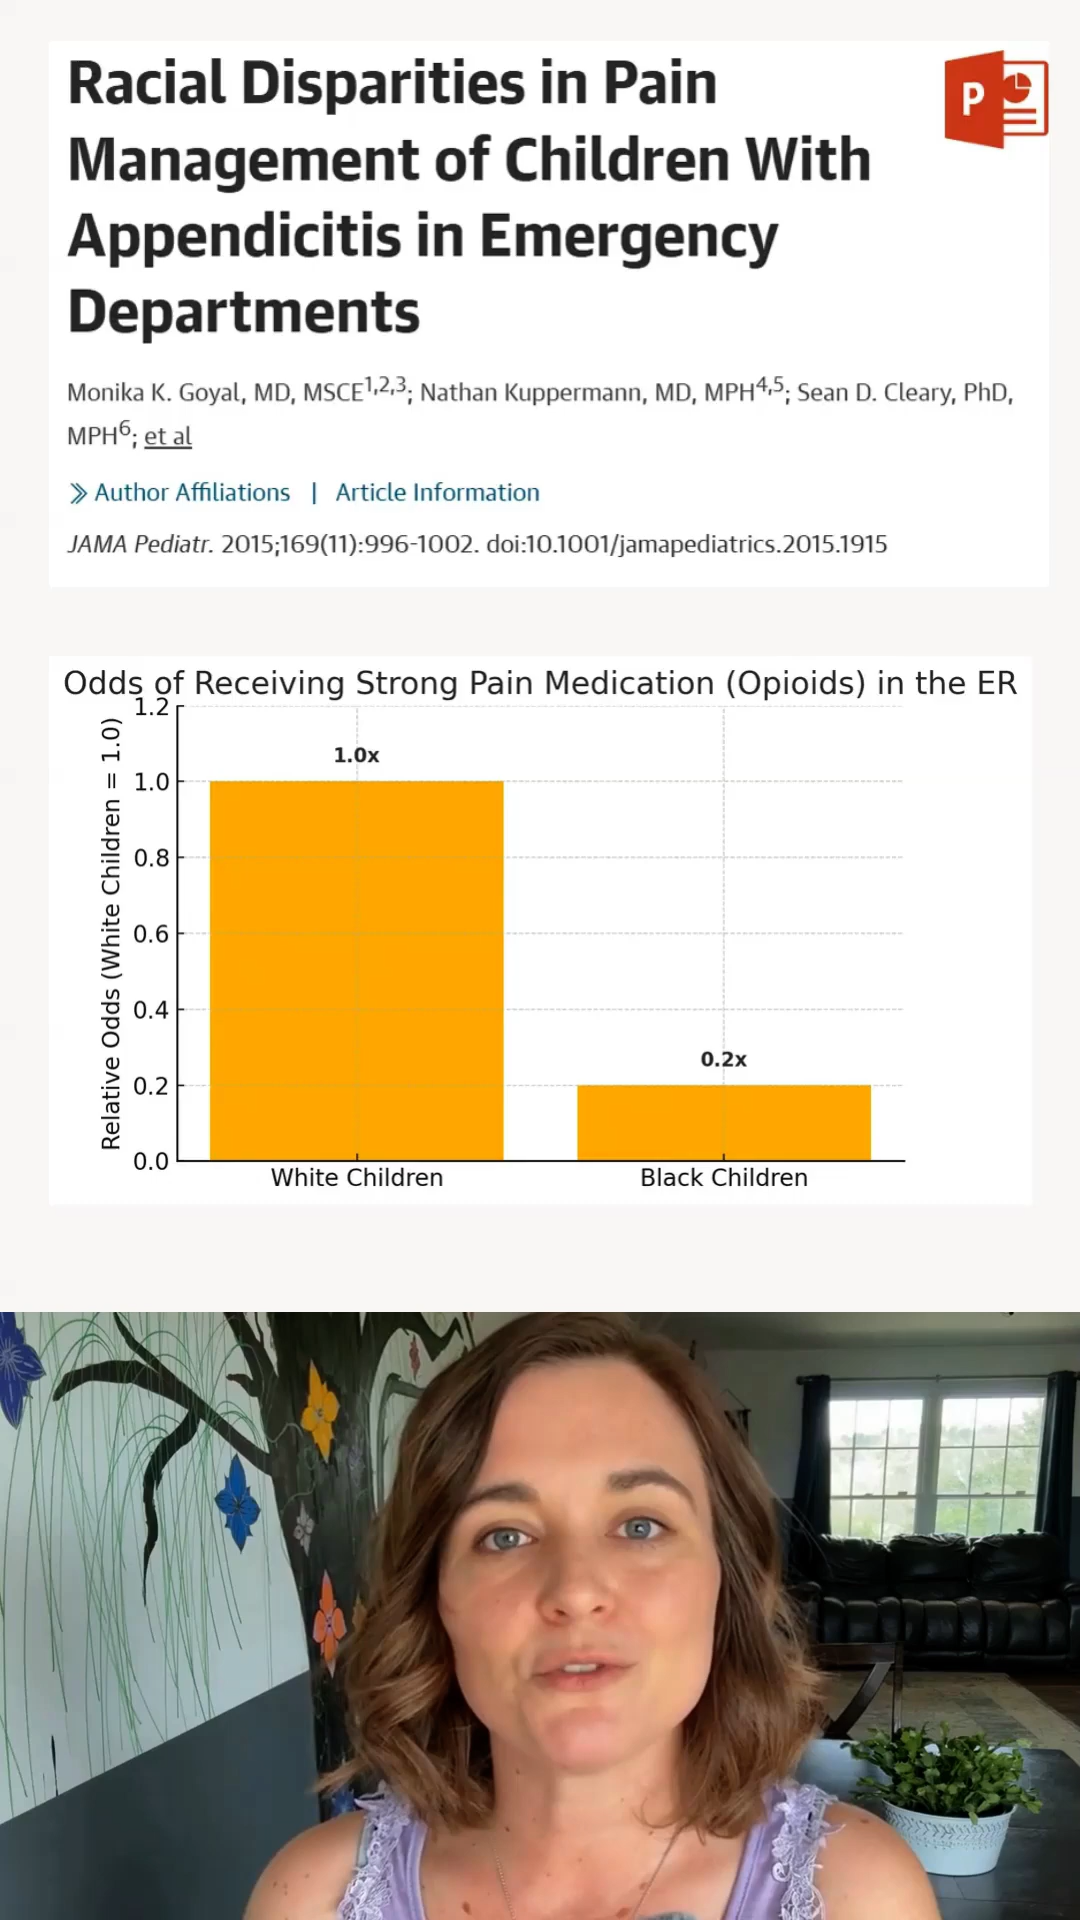 Racial Disparities in Pain
Management of Children With
Appendicitis in Emergency
Departments
P
Monika K. Goyal, MD, MSCE1,2,3; Nathan Kuppermann, MD, MPH4,5; Sean D. Cleary, PhD,
MPH6; et al
Author Affiliations | Article Information
JAMA Pediatr. 2015;169(11):996-1002. doi:10.1001/jamapediatrics.2015.1915
Odds of Receiving Strong Pain Medication (Opioids) in the ER
Relative Odds (White Children = 1.0)
1.2
1.0
0.8
0.6
0.4
0.2
0.0
1.0x
0.2x
White Children
Black Children